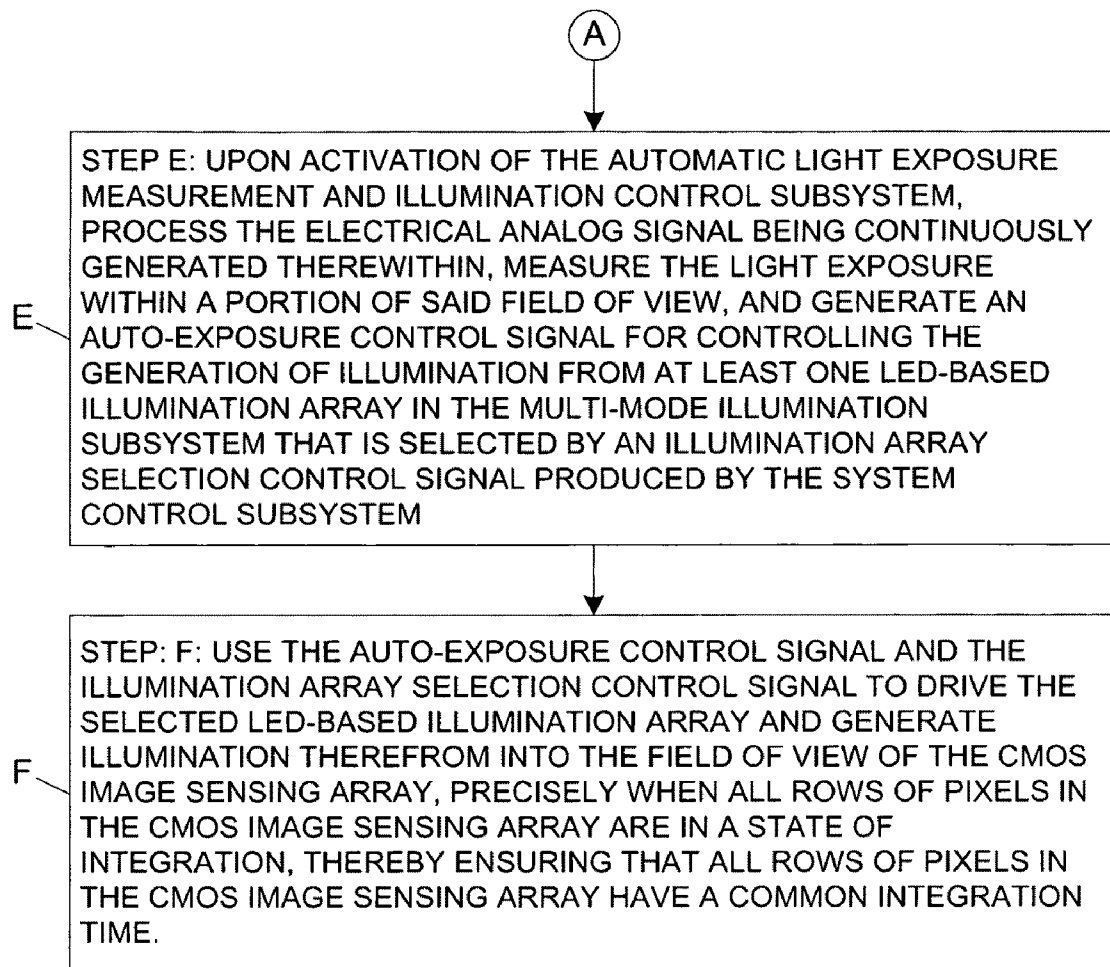 A
STEP E: UPON ACTIVATION OF THE AUTOMATIC LIGHT EXPOSURE
MEASUREMENT AND ILLUMINATION CONTROL SUBSYSTEM,
PROCESS THE ELECTRICAL ANALOG SIGNAL BEING CONTINUOUSLY
GENERATED THEREWITHIN, MEASURE THE LIGHT EXPOSURE
WITHIN A PORTION OF SAID FIELD OF VIEW, AND GENERATE AN
AUTO-EXPOSURE CONTROL SIGNAL FOR CONTROLLING THE
GENERATION OF ILLUMINATION FROM AT LEAST ONE LED-BASED
ILLUMINATION ARRAY IN THE MULTI-MODE ILLUMINATION
SUBSYSTEM THAT IS SELECTED BY AN ILLUMINATION ARRAY
SELECTION CONTROL SIGNAL PRODUCED BY THE SYSTEM
CONTROL SUBSYSTEM
E
STEP: F: USE THE AUTO-EXPOSURE CONTROL SIGNAL AND THE
ILLUMINATION ARRAY SELECTION CONTROL SIGNAL TO DRIVE THE
SELECTED LED-BASED ILLUMINATION ARRAY AND GENERATE
ILLUMINATION THEREFROM INTO THE FIELD OF VIEW OF THE CMOS
IMAGE SENSING ARRAY, PRECISELY WHEN ALL ROWS OF PIXELS IN
THE CMOS IMAGE SENSING ARRAY ARE IN A STATE OF
INTEGRATION, THEREBY ENSURING THAT ALL ROWS OF PIXELS IN
THE CMOS IMAGE SENSING ARRAY HAVE A COMMON INTEGRATION
TIME.
F